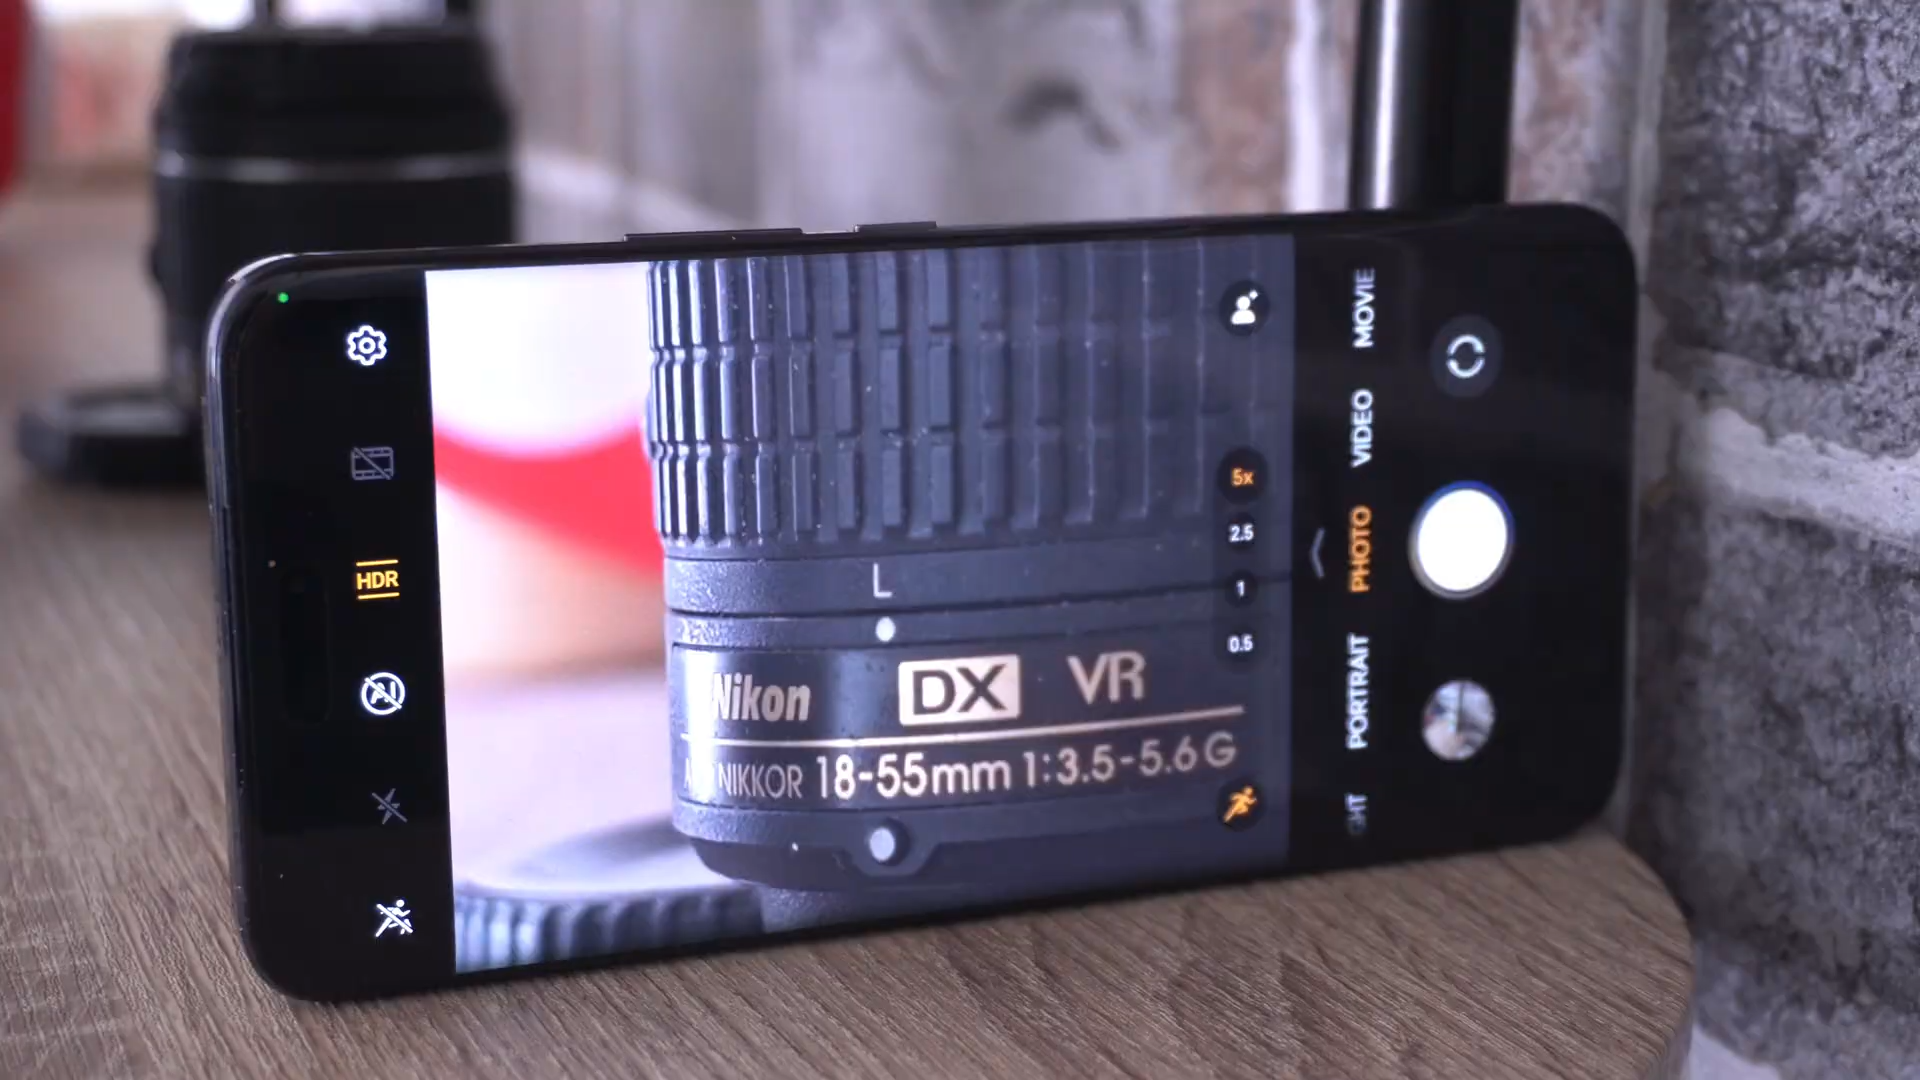 HDR
AI
L
Nikon DX VR
NIKKOR 18-55mm 1:3.5-5.6G
5x
2.5
1
0.5
MOVIE
VIDEO
PHOTO
PORTRAIT